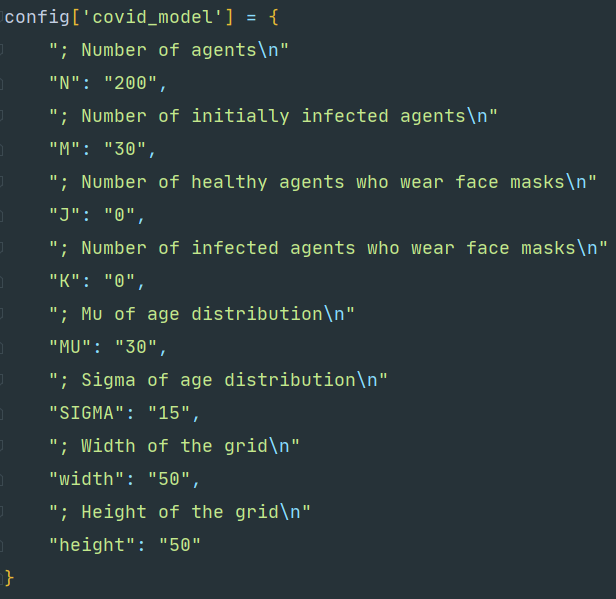 config['covid_model'] = {
    "; Number of agents\n"
    "N": "200",
    "; Number of initially infected agents\n"
    "M": "30",
    "; Number of healthy agents who wear face masks\n"
    "J": "0",
    "; Number of infected agents who wear face masks\n"
    "K": "0",
    "; Mu of age distribution\n"
    "MU": "30",
    "; Sigma of age distribution\n"
    "SIGMA": "15",
    "; Width of the grid\n"
    "width": "50",
    "; Height of the grid\n"
    "height": "50"
}